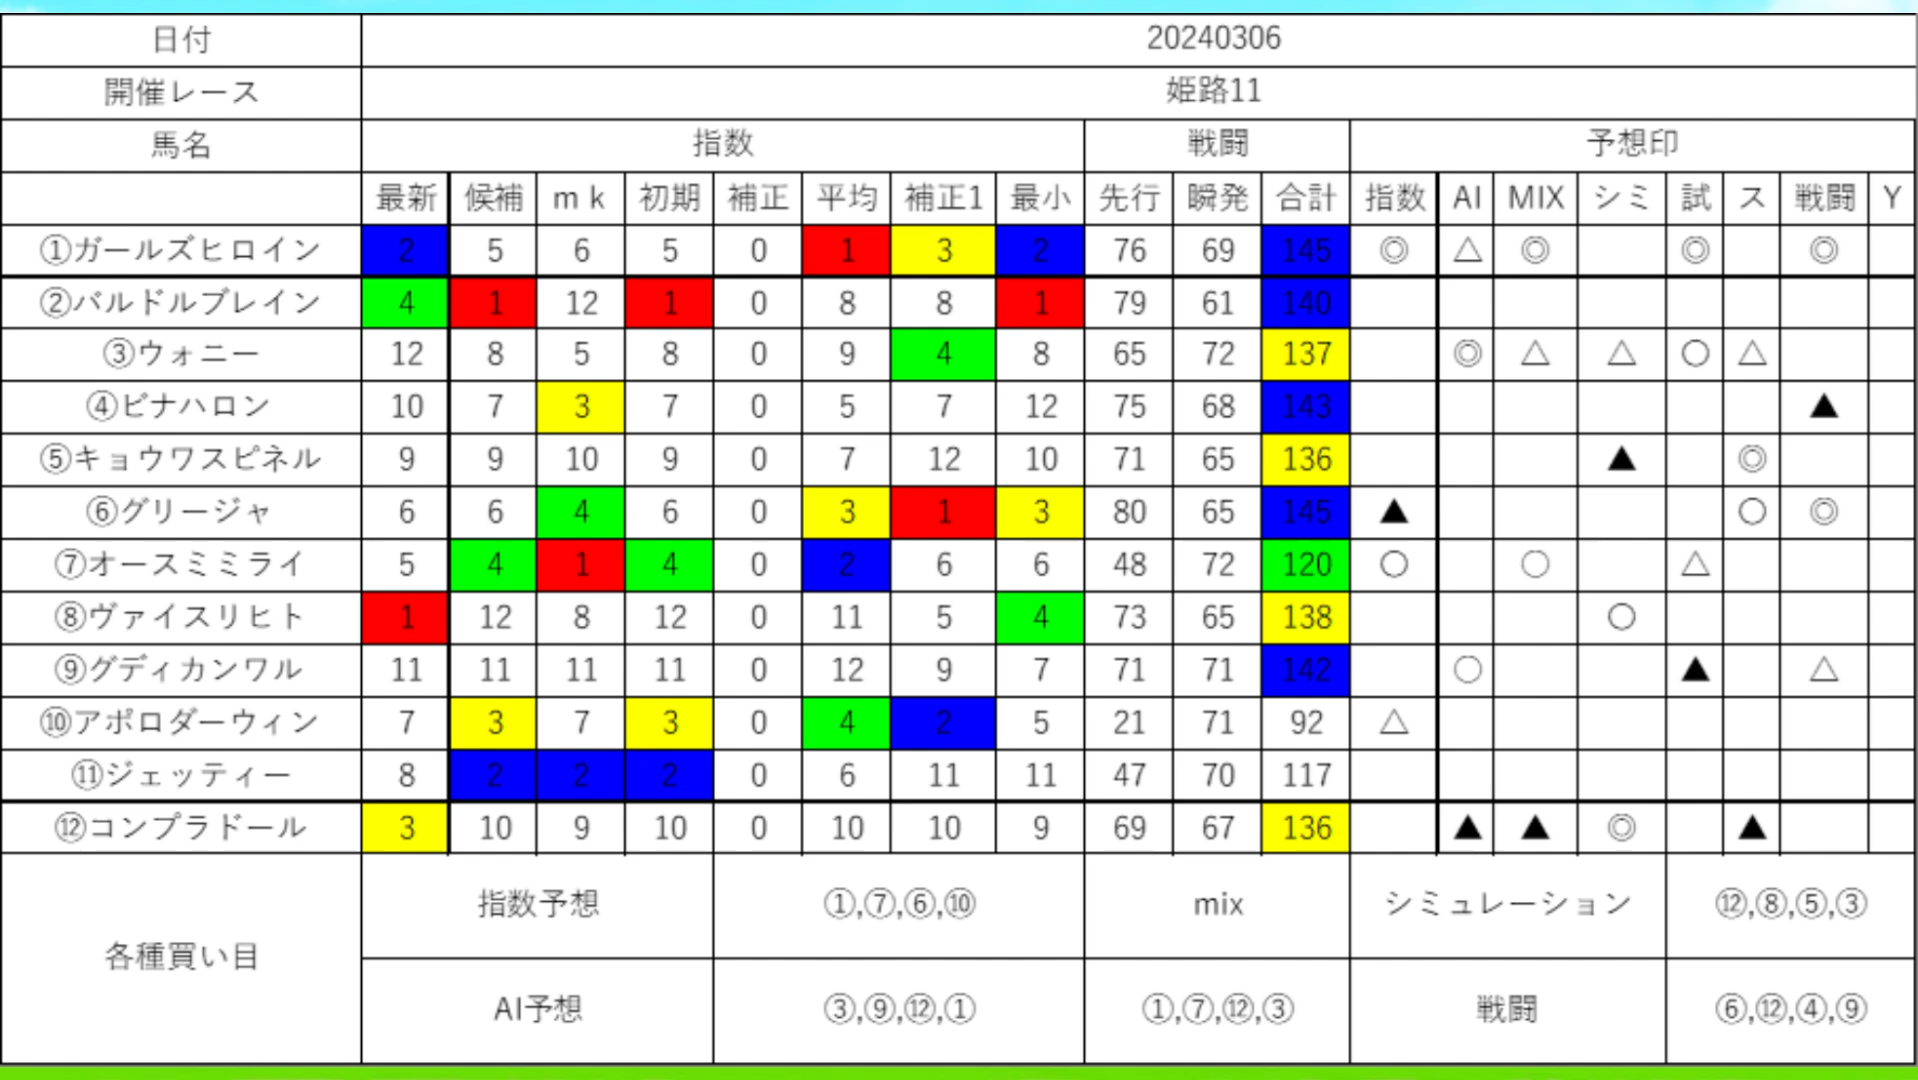 日付 20240306
開催レース 姫路11
馬名 指数 戦闘 予想印
最新 候補 ｍｋ 初期 補正 平均 補正1 最小 先行 瞬発 合計 指数 AI MIX シミ 試 ス 戦闘 Y
①ガールズヒロイン 2 5 6 5 0 1 3 2 76 69 145 ◎ △ ◎ ◎ ◎
②バルドルブレイン 4 1 12 1 0 8 8 1 79 61 140
③ウォニー 12 8 5 8 0 9 4 8 65 72 137 ◎ △ △ ○ △
④ビナハロン 10 7 3 7 0 5 7 12 75 68 143 ▲
⑤キョウワスピネル 9 9 10 9 0 7 12 10 71 65 136 ▲ ◎
⑥グリージャ 6 6 4 6 0 3 1 3 80 65 145 ▲ ○ ◎
⑦オースミミライ 5 4 1 4 0 2 6 6 48 72 120 ○ ○ △
⑧ヴァイスリヒト 1 12 8 12 0 11 5 4 73 65 138 ○
⑨グディカンワル 11 11 11 11 0 12 9 7 71 71 142 ○ ▲ △
⑩アポロダーウィン 7 3 7 3 0 4 2 5 21 71 92 △
⑪ジェッティー 8 2 2 2 0 6 11 11 47 70 117
⑫コンプラドール 3 10 9 10 0 10 10 9 69 67 136 ▲ ▲ ◎ ▲
各種買い目
指数予想 ①,⑦,⑥,⑩ mix シミュレーション ⑫,⑧,⑤,③
AI予想 ③,⑨,⑫,① ①,⑦,⑫,③ 戦闘 ⑥,⑫,④,⑨